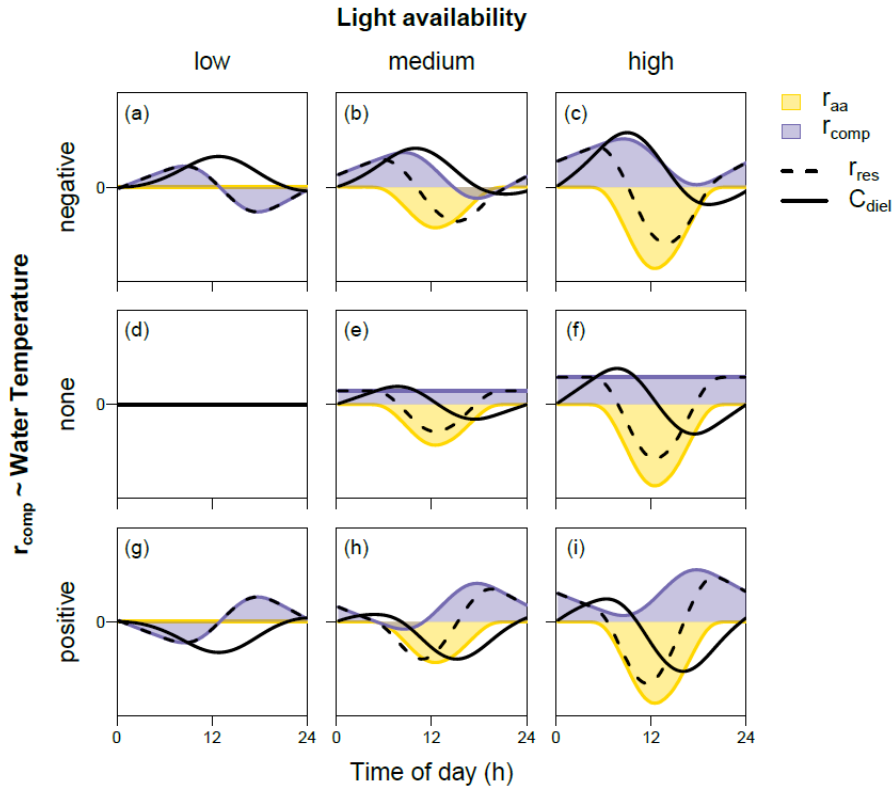 Light availability
low medium high
(a) (b) (c)
r_aa
r_comp
r_res
C_diel
0
negative
(d) (e) (f)
0
none
(g) (h) (i)
0
positive
r_comp ~ Water Temperature
0 12 24 0 12 24 0 12 24
Time of day (h)